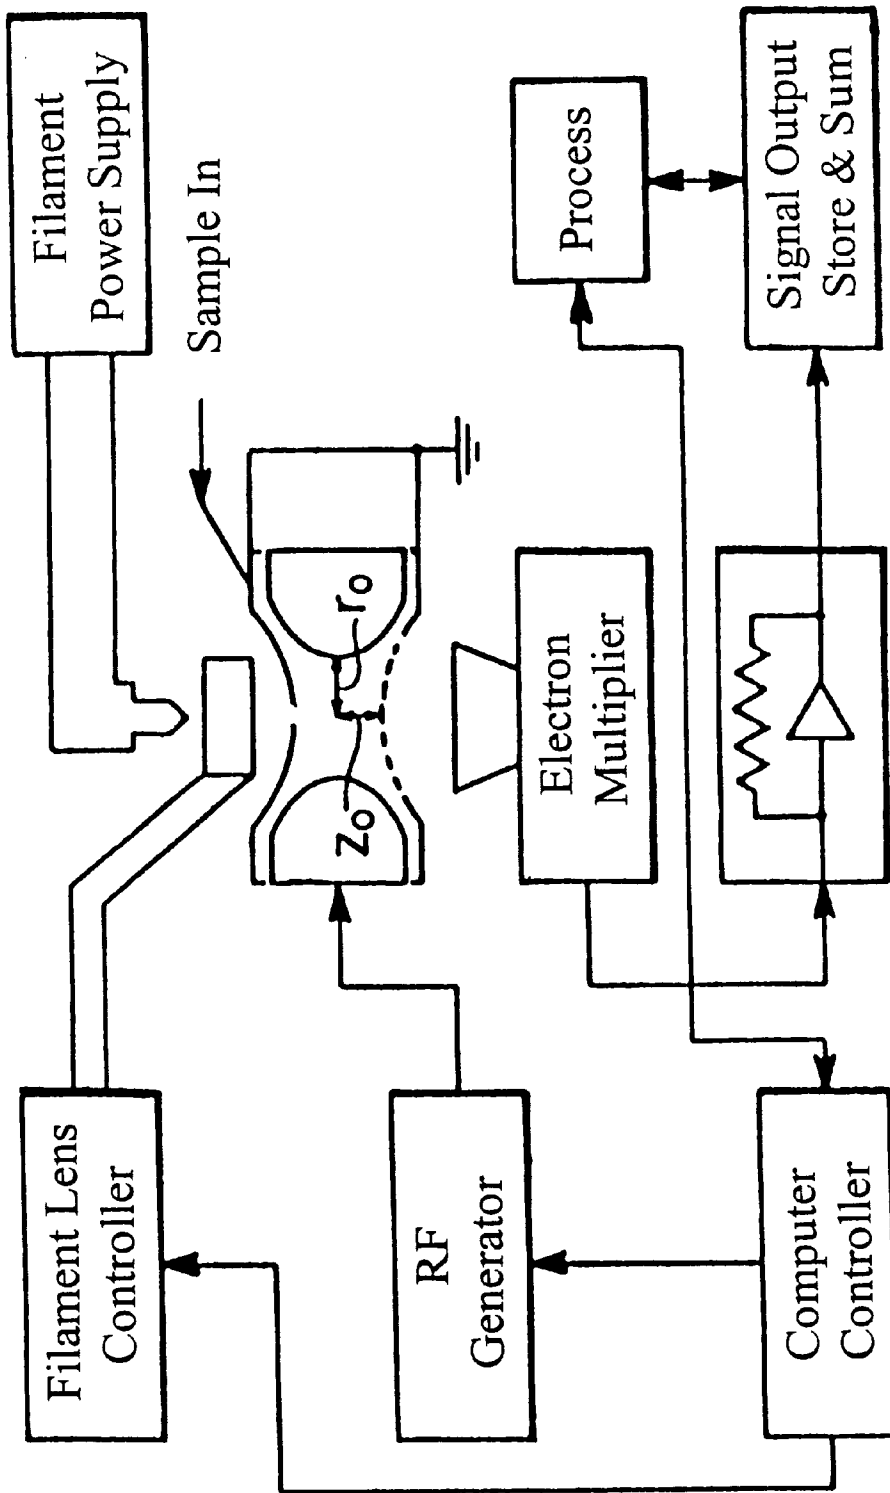 Filament
Power Supply
Sample In
Process
Signal Output
Store & Sum
r₀
z₀
Electron
Multiplier
Filament Lens
Controller
RF
Generator
Computer
Controller